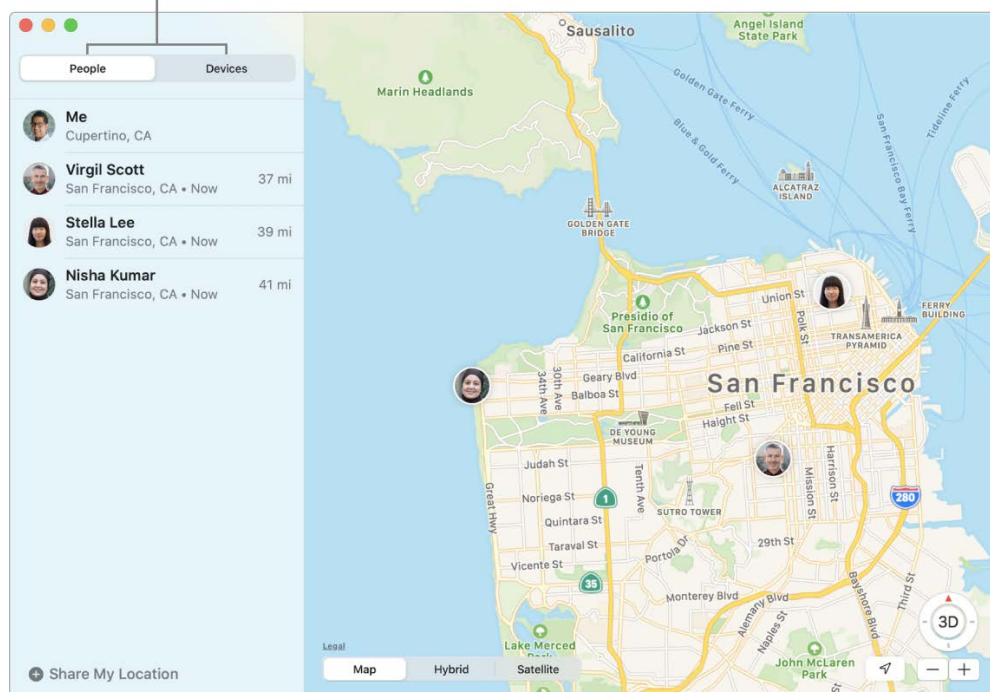 People
Devices
Me
Cupertino, CA
Virgil Scott
San Francisco, CA • Now
37 mi
Stella Lee
San Francisco, CA • Now
39 mi
Nisha Kumar
San Francisco, CA • Now
41 mi
Share My Location
Sausalito
Angel Island
State Park
Marin Headlands
Golden Gate Ferry
Blue & Gold Ferry
San Francisco Bay Ferry
Tideline Ferry
ALCATRAZ
ISLAND
GOLDEN GATE
BRIDGE
Presidio of
San Francisco
Union St
Polk St
FERRY
BUILDING
TRANSAMERICA
PYRAMID
Jackson St
Pine St
California St
Geary Blvd
Balboa St
34th Ave
30th Ave
San Francisco
Fell St
Haight St
DE YOUNG
MUSEUM
Judah St
Tenth Ave
Great Hwy
Noriega St
1
SUTRO TOWER
Mission St
Harrison St
280
Quintara St
Taraval St
Portola Dr
29th St
Vicente St
35
Monterey Blvd
Alemany Blvd
Naples St
Bayshore Blvd
Third St
Lake Merced
Park
John McLaren
Park
Legal
Map
Hybrid
Satellite
3D